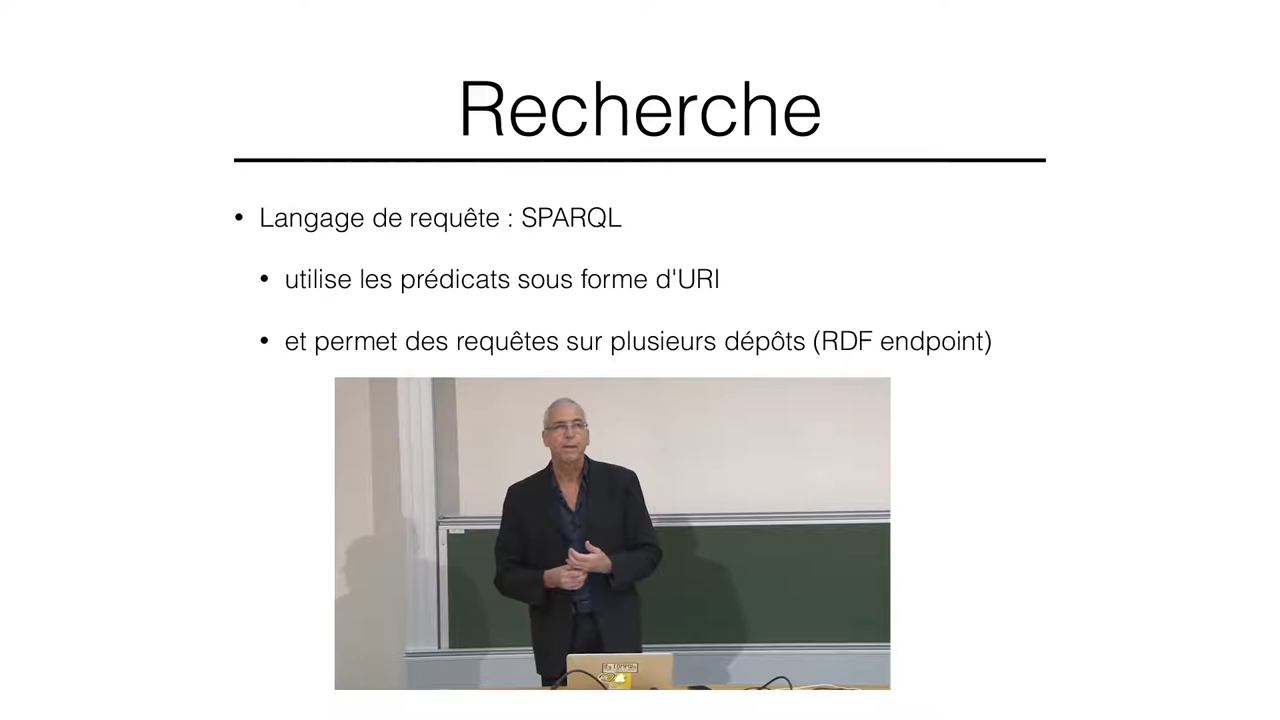 Recherche
• Langage de requête : SPARQL
• utilise les prédicats sous forme d'URI
• et permet des requêtes sur plusieurs dépôts (RDF endpoint)